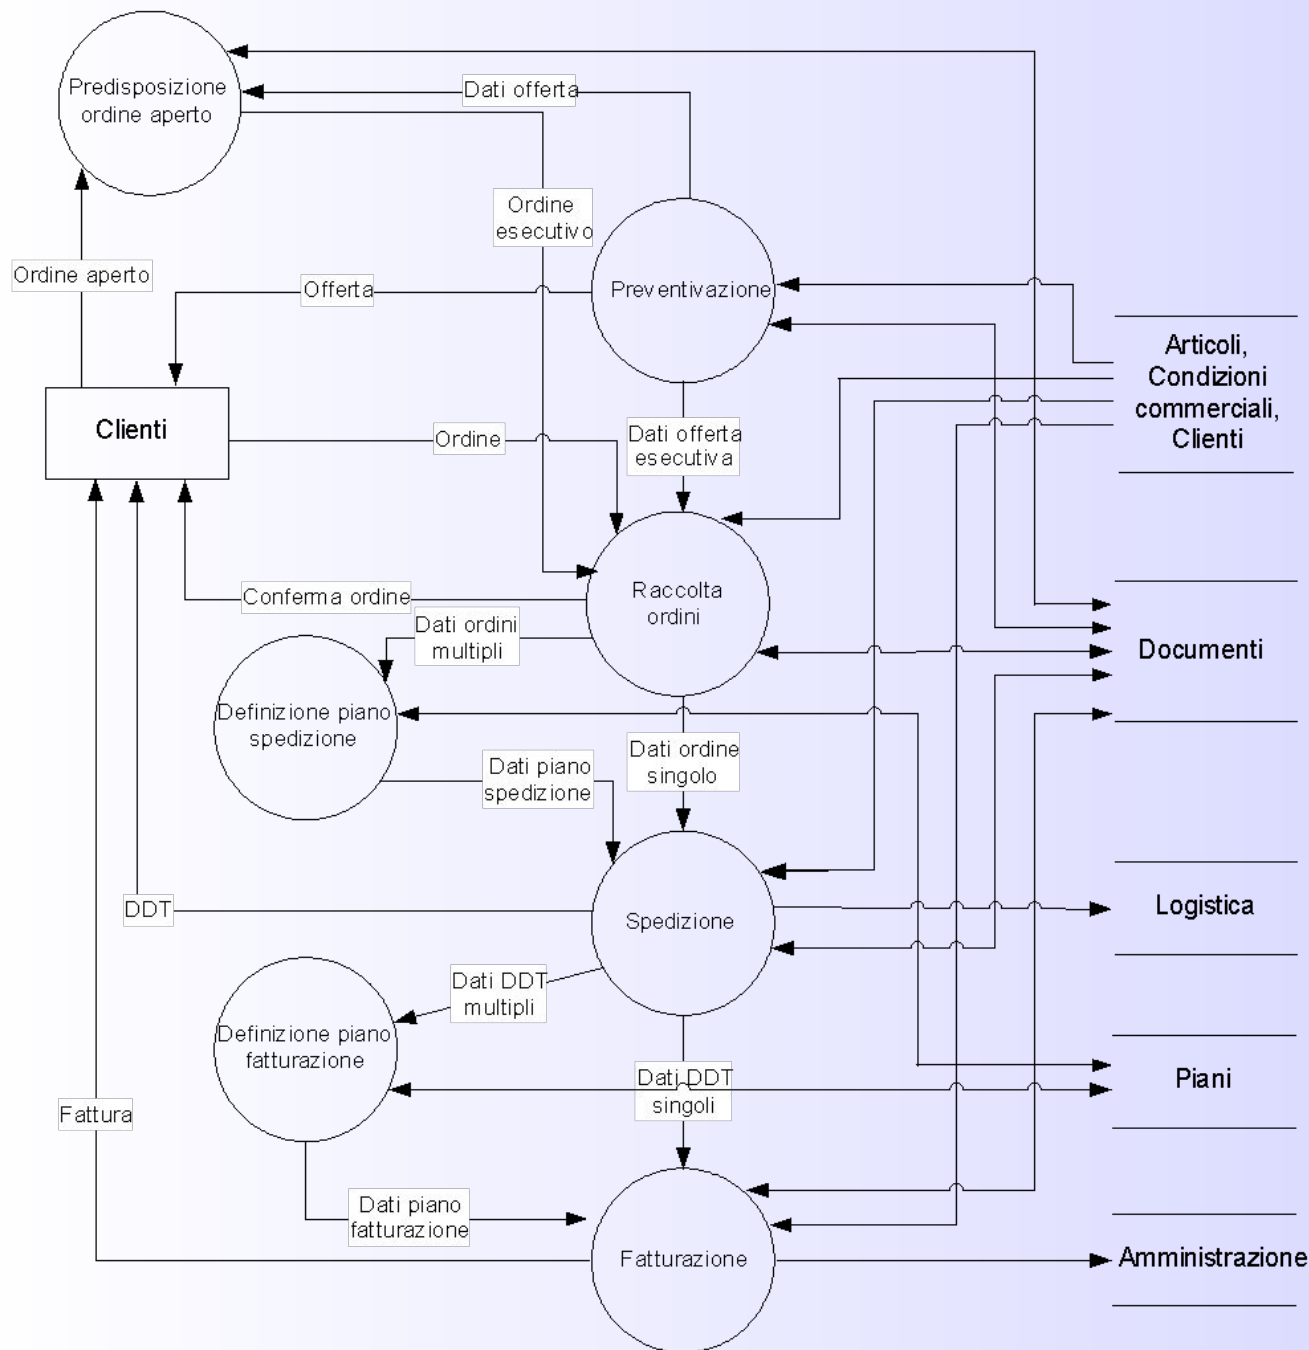 Predisposizione
ordine aperto
Dati offerta
Ordine
esecutivo
Ordine aperto
Offerta
Preventivazione
Articoli,
Condizioni
commerciali,
Clienti
Clienti
Ordine
Dati offerta
esecutiva
Conferma ordine
Raccolta
ordini
Dati ordini
multipli
Documenti
Definizione piano
spedizione
Dati ordine
singolo
Dati piano
spedizione
DDT
Spedizione
Logistica
Dati DDT
multipli
Definizione piano
fatturazione
Dati DDT
singoli
Piani
Fattura
Dati piano
fatturazione
Fatturazione
Amministrazione